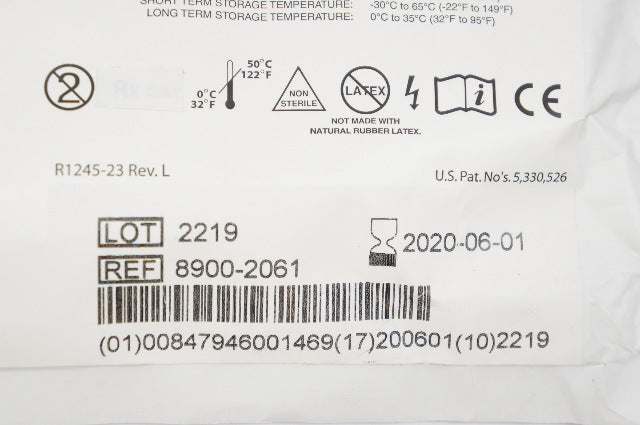 SHORT TERM STORAGE TEMPERATURE: -30°C to 65°C (-22°F to 149°F)
LONG TERM STORAGE TEMPERATURE: 0°C to 35°C (32°F to 95°F)
2
0°C
32°F
50°C
122°F
NON
STERILE
LATEX
i
CE
NOT MADE WITH
NATURAL RUBBER LATEX.
R1245-23 Rev. L
U.S. Pat. No's. 5,330,526
LOT 2219
2020-06-01
REF 8900-2061
(01)00847946001469(17)200601(10)2219